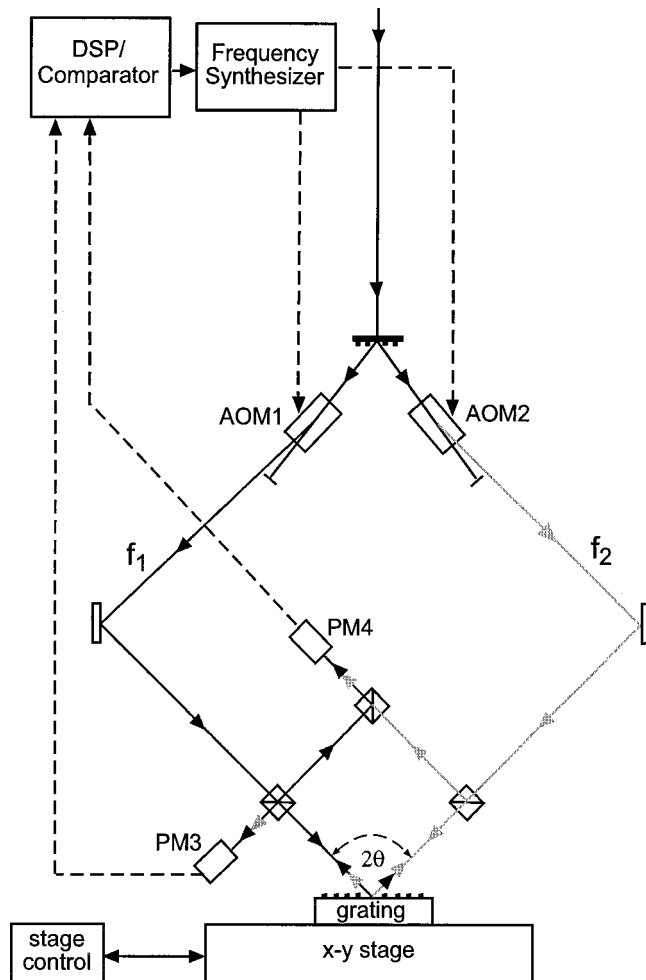 DSP/
Comparator
Frequency
Synthesizer
AOM1
AOM2
f₁
f₂
PM4
PM3
2θ
grating
x-y stage
stage
control